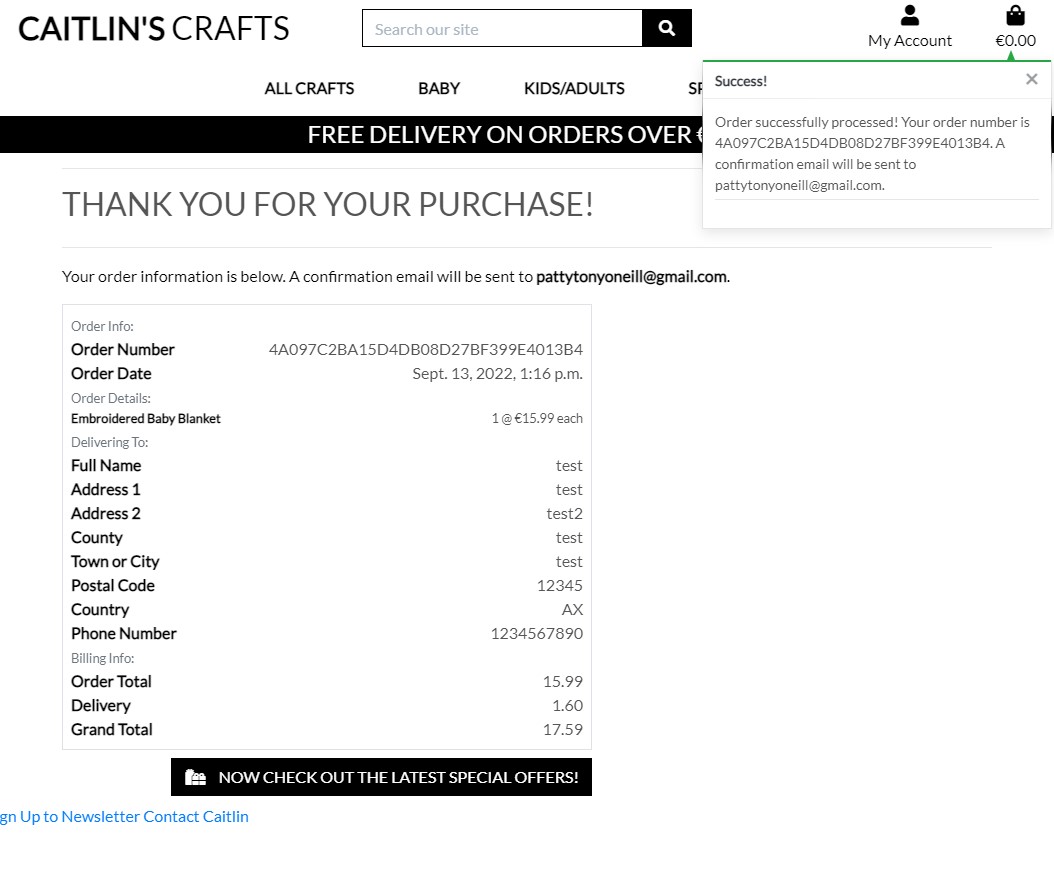 CAITLIN'S CRAFTS
Search our site
My Account
€0.00
ALL CRAFTS
BABY
KIDS/ADULTS
FREE DELIVERY ON ORDERS OVER
Success!
Order successfully processed! Your order number is
4A097C2BA15D4DB08D27BF399E4013B4. A
confirmation email will be sent to
pattytonyoneill@gmail.com.
THANK YOU FOR YOUR PURCHASE!
Your order information is below. A confirmation email will be sent to pattytonyoneill@gmail.com.
Order Info:
Order Number 4A097C2BA15D4DB08D27BF399E4013B4
Order Date Sept. 13, 2022, 1:16 p.m.
Order Details:
Embroidered Baby Blanket 1 @ €15.99 each
Delivering To:
Full Name test
Address 1 test
Address 2 test2
County test
Town or City test
Postal Code 12345
Country AX
Phone Number 1234567890
Billing Info:
Order Total 15.99
Delivery 1.60
Grand Total 17.59
NOW CHECK OUT THE LATEST SPECIAL OFFERS!
gn Up to Newsletter Contact Caitlin